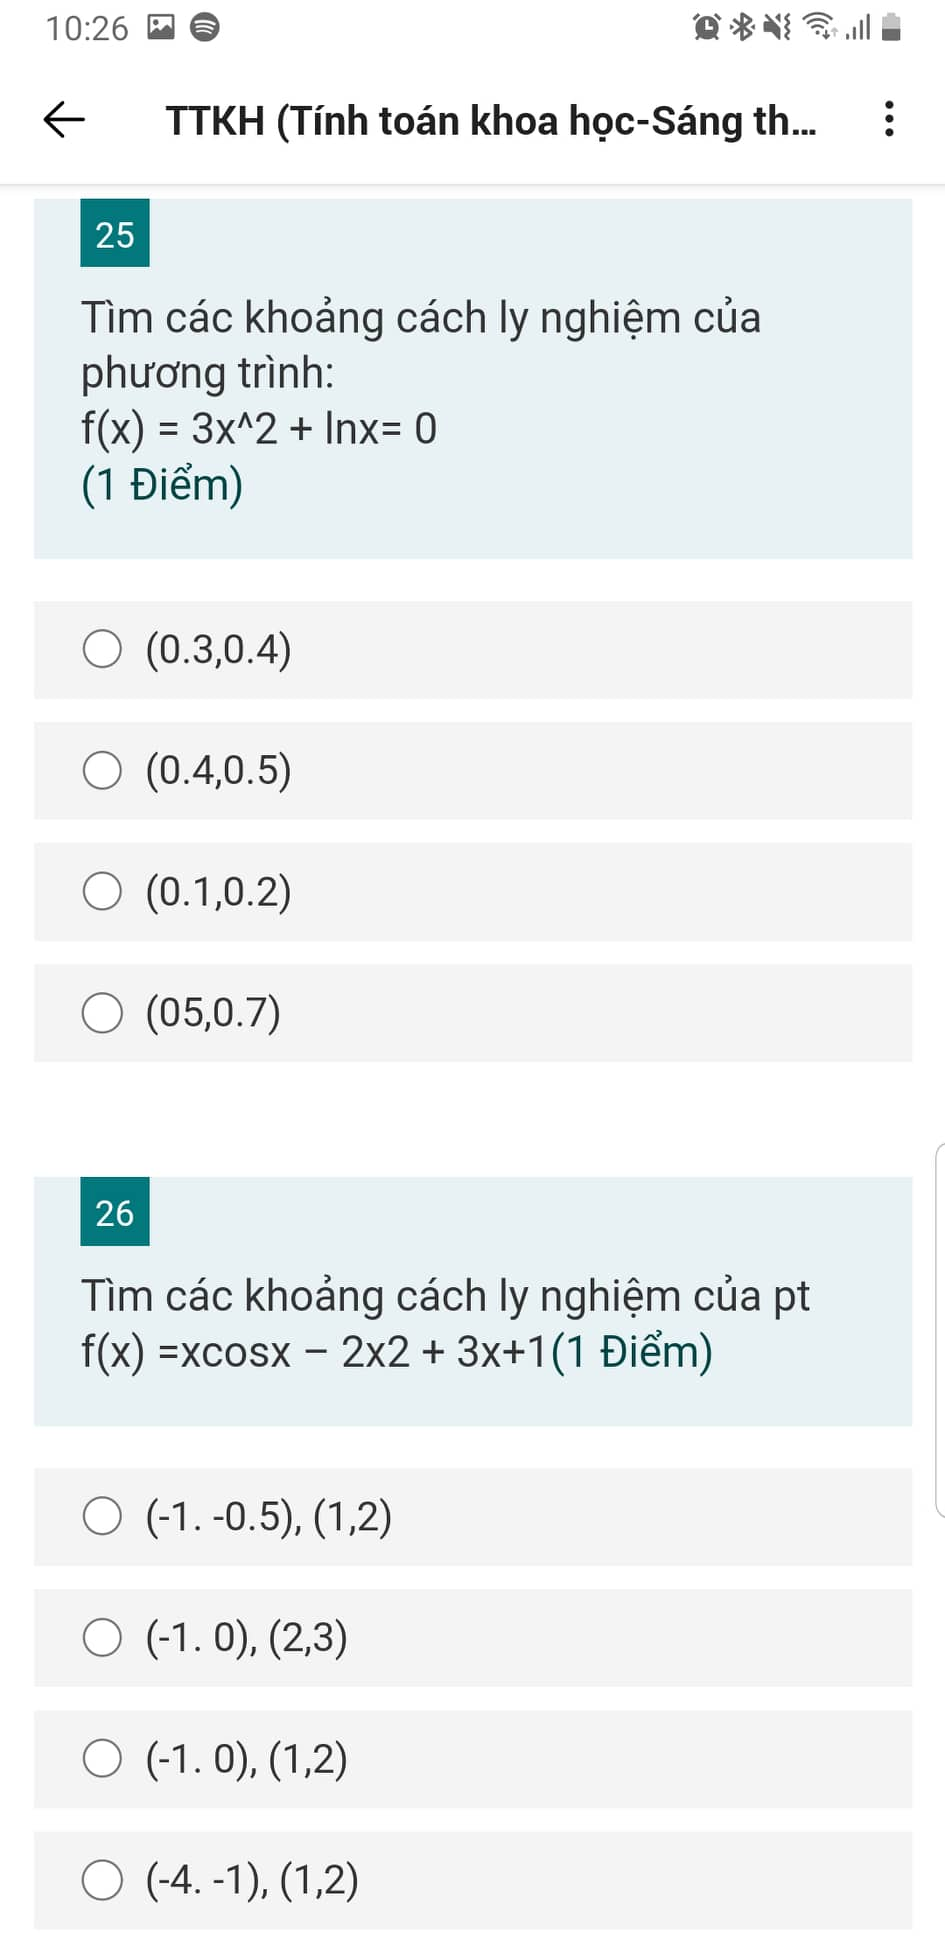 10:26
TTKH (Tính toán khoa học-Sáng th...
25
Tìm các khoảng cách ly nghiệm của
phương trình:
f(x) = 3x^2 + lnx= 0
(1 Điểm)
(0.3,0.4)
(0.4,0.5)
(0.1,0.2)
(05,0.7)
26
Tìm các khoảng cách ly nghiệm của pt
f(x) =xcosx – 2x2 + 3x+1(1 Điểm)
(-1. -0.5), (1,2)
(-1. 0), (2,3)
(-1. 0), (1,2)
(-4. -1), (1,2)